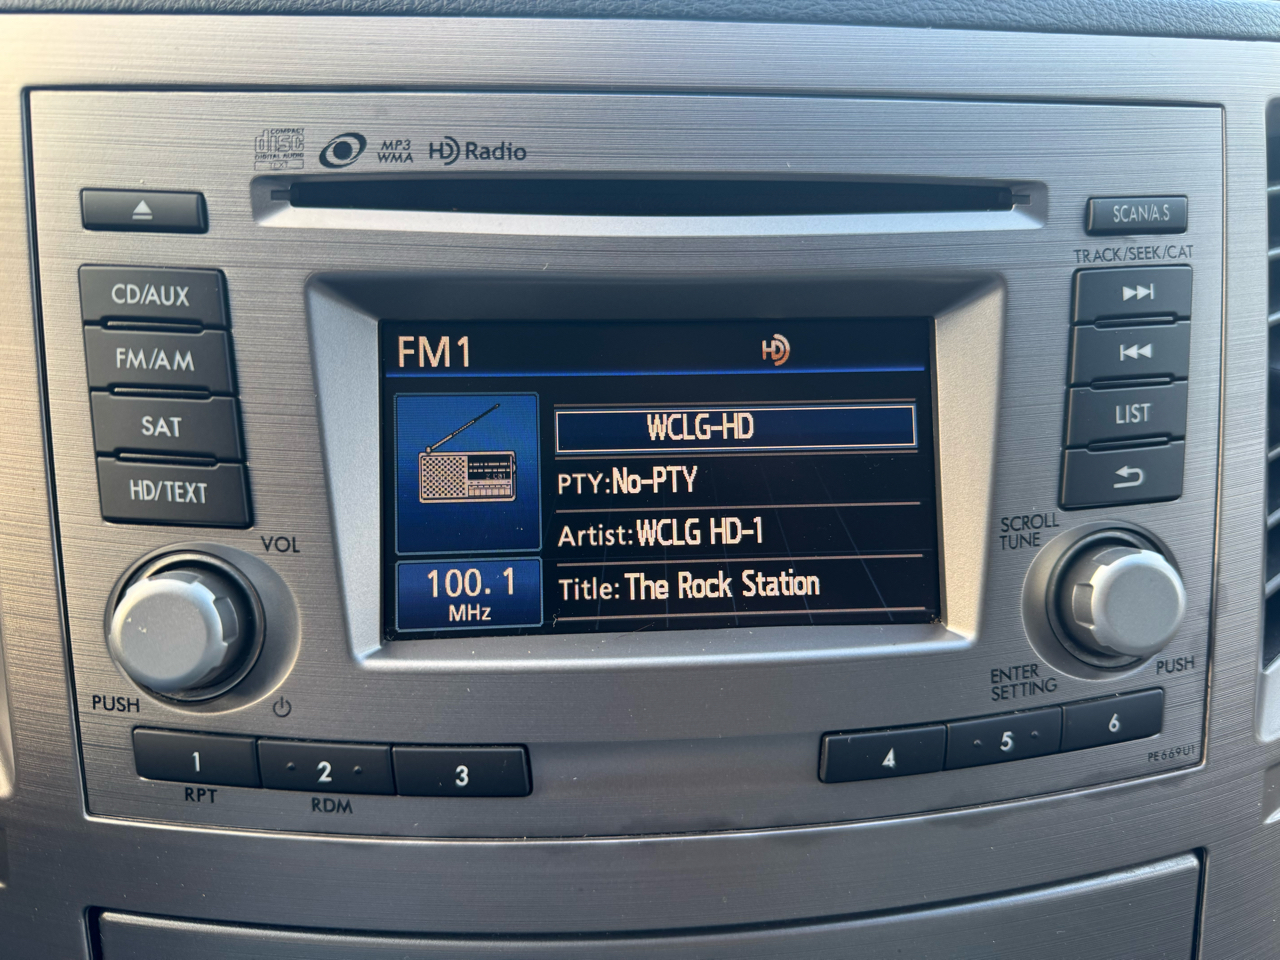 COMPACT
disc
DIGITAL AUDIO
TEXT
MP3
WMA
HD Radio
SCAN/A.S
TRACK/SEEK/CAT
CD/AUX
FM/AM
SAT
HD/TEXT
LIST
FM1
HD
WCLG-HD
PTY:No-PTY
Artist:WCLG HD-1
Title:The Rock Station
100.1
MHz
VOL
PUSH
SCROLL
TUNE
ENTER
SETTING
PUSH
1
RPT
2
RDM
3
4
5
6
PE669U1